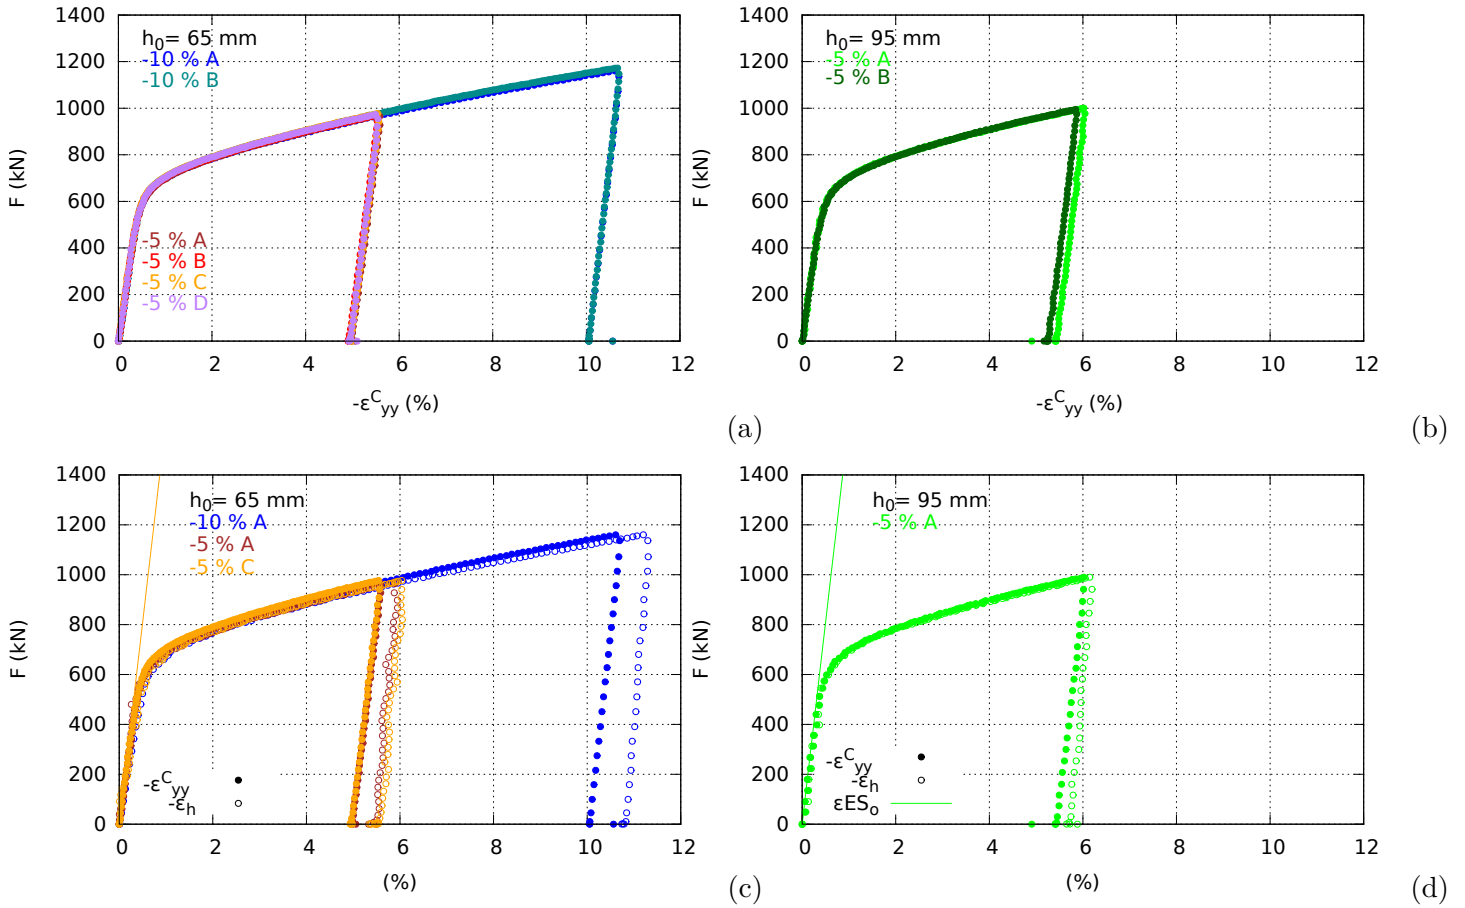 1400
1200
1000
800
600
400
200
0
F (kN)
h0= 65 mm
-10 % A
-10 % B
-5 % A
-5 % B
-5 % C
-5 % D
0 2 4 6 8 10 12
-εCyy (%)
(a)
1400
1200
1000
800
600
400
200
0
F (kN)
h0= 95 mm
-5 % A
-5 % B
0 2 4 6 8 10 12
-εCyy (%)
(b)
1400
1200
1000
800
600
400
200
0
F (kN)
h0= 65 mm
-10 % A
-5 % A
-5 % C
-εCyy
-εh
0 2 4 6 8 10 12
(%)
(c)
1400
1200
1000
800
600
400
200
0
F (kN)
h0= 95 mm
-5 % A
-εCyy
-εh
εESo
0 2 4 6 8 10 12
(%)
(d)